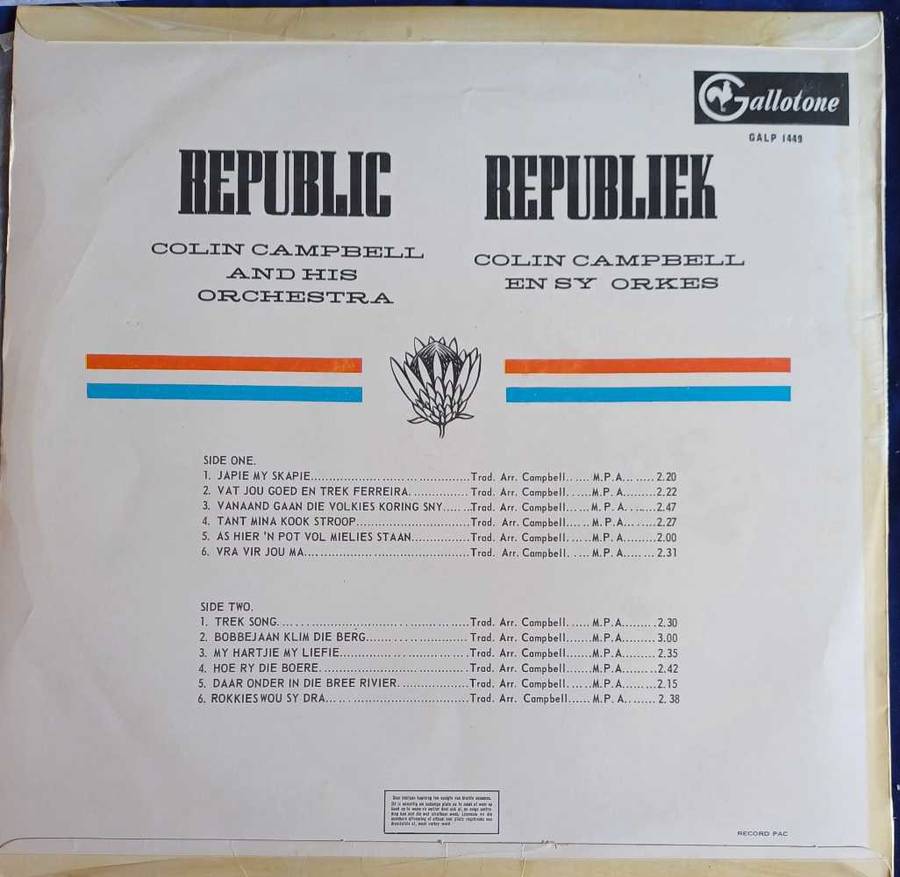 Gallotone
GALP 1449
REPUBLIC
COLIN CAMPBELL
AND HIS
ORCHESTRA
REPUBLIEK
COLIN CAMPBELL
EN SY ORKES
SIDE ONE.
1. JAPIE MY SKAPIE Trad. Arr. Campbell M.P.A. 2.20
2. VAT JOU GOED EN TREK FERREIRA. Trad. Arr. Campbell M.P.A. 2.22
3. VANAAND GAAN DIE VOLKIES KORING SNY Trad. Arr. Campbell M.P.A. 2.47
4. TANT MINA KOOK STROOP Trad. Arr. Campbell M.P.A. 2.27
5. AS HIER 'N POT VOL MIELIES STAAN Trad. Arr. Campbell M.P.A. 2.00
6. VRA VIR JOU MA Trad. Arr. Campbell M.P.A. 2.31
SIDE TWO.
1. TREK SONG Trad. Arr. Campbell M.P.A. 2.30
2. BOBBEJAAN KLIM DIE BERG Trad. Arr. Campbell M.P.A. 3.00
3. MY HARTJIE MY LIEFIE Trad. Arr. Campbell M.P.A. 2.35
4. HOE RY DIE BOERE Trad. Arr. Campbell M.P.A. 2.42
5. DAAR ONDER IN DIE BREE RIVIER Trad. Arr. Campbell M.P.A. 2.15
6. ROKKIES WOU SY DRA Trad. Arr. Campbell M.P.A. 2.38
RECORD PAC